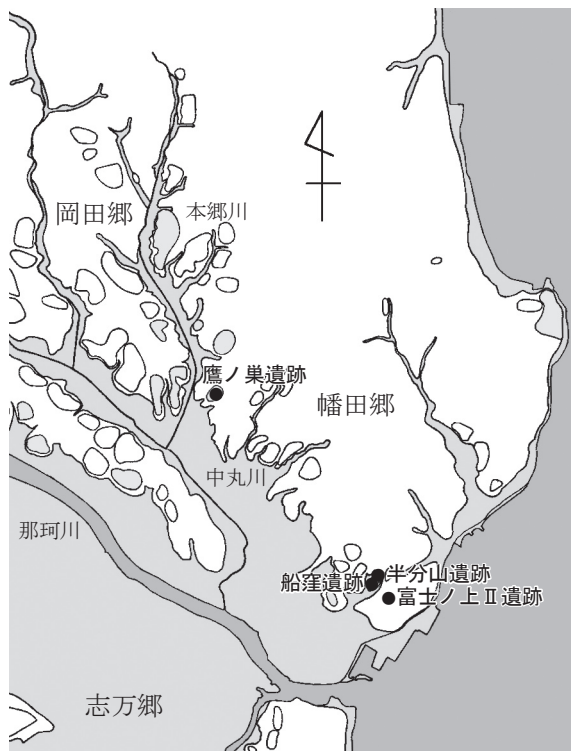 岡田郷
本郷川
鷹ノ巣遺跡
幡田郷
中丸川
那珂川
船窪遺跡
半分山遺跡
富士ノ上Ⅱ遺跡
志万郷